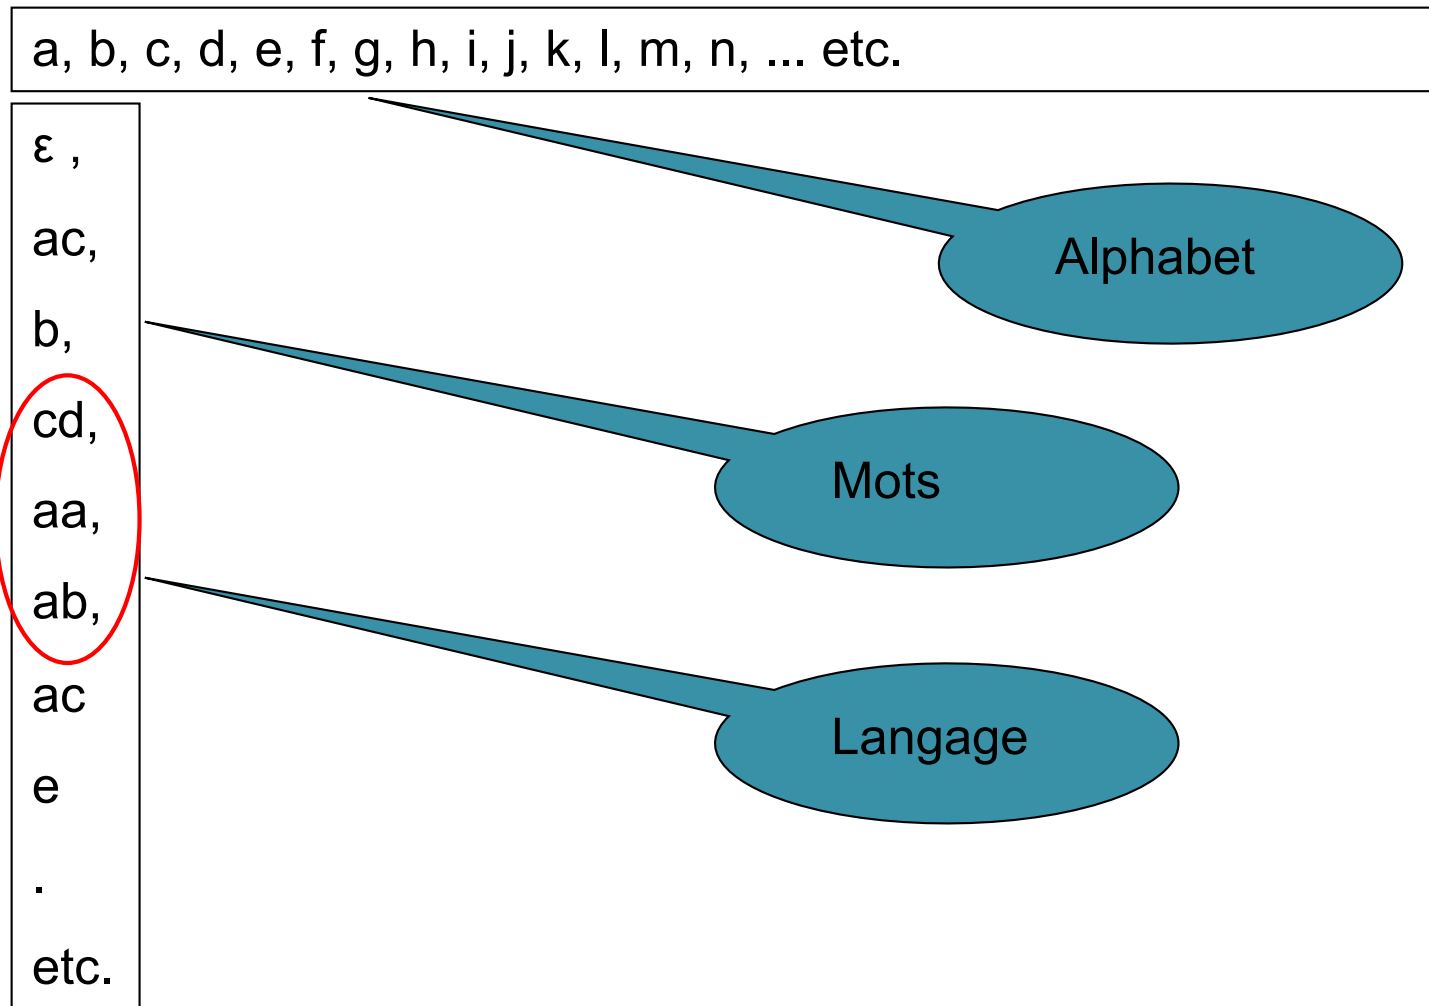 a, b, c, d, e, f, g, h, i, j, k, l, m, n, ... etc.
ε ,
ac,
Alphabet
b,
cd,
Mots
aa,
ab,
ac
Langage
e
.
etc.